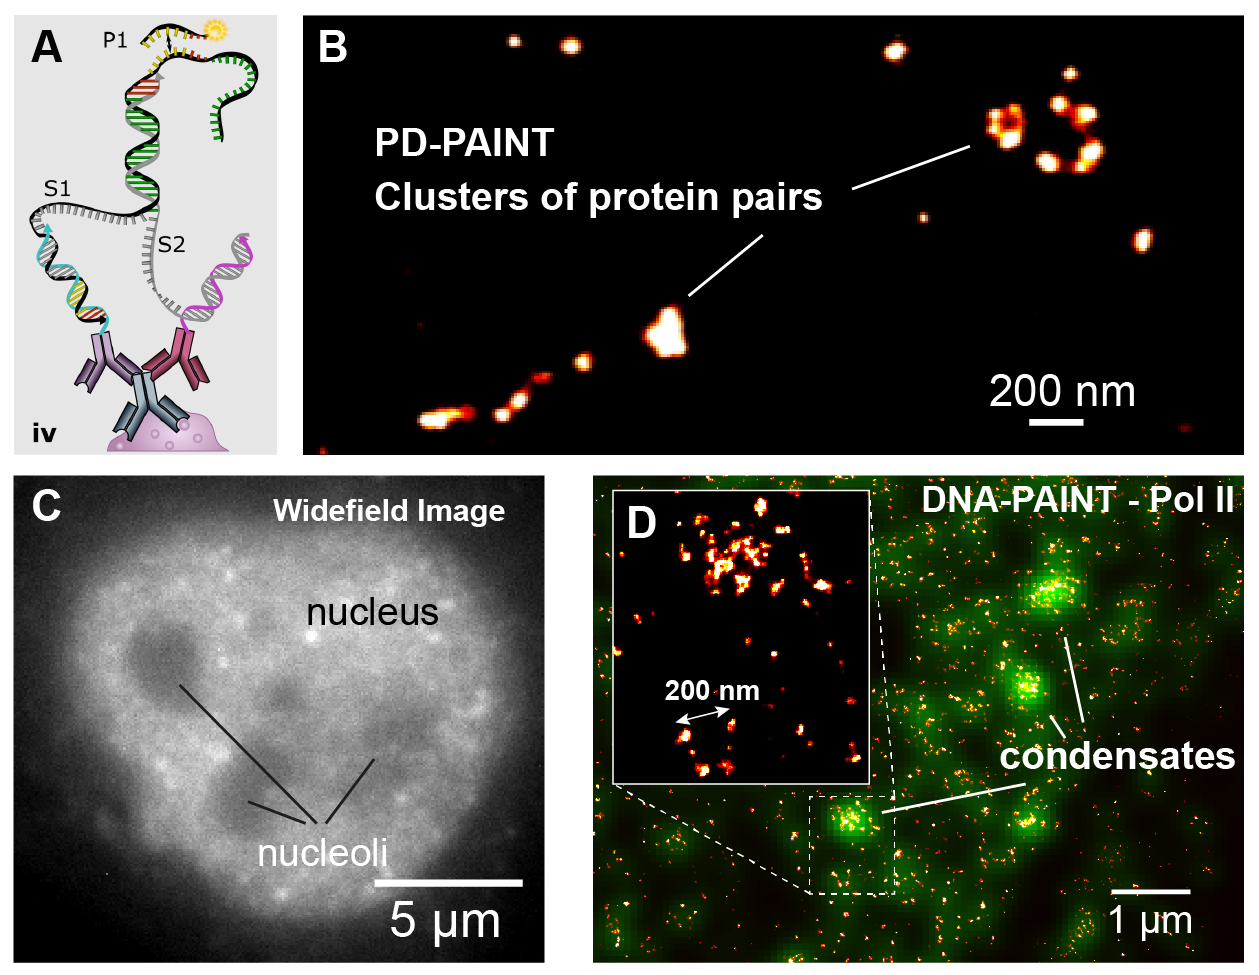 A
P1
S1
S2
iv
B
PD-PAINT
Clusters of protein pairs
200 nm
C
Widefield Image
nucleus
nucleoli
5 µm
D
DNA-PAINT - Pol II
200 nm
condensates
1 µm